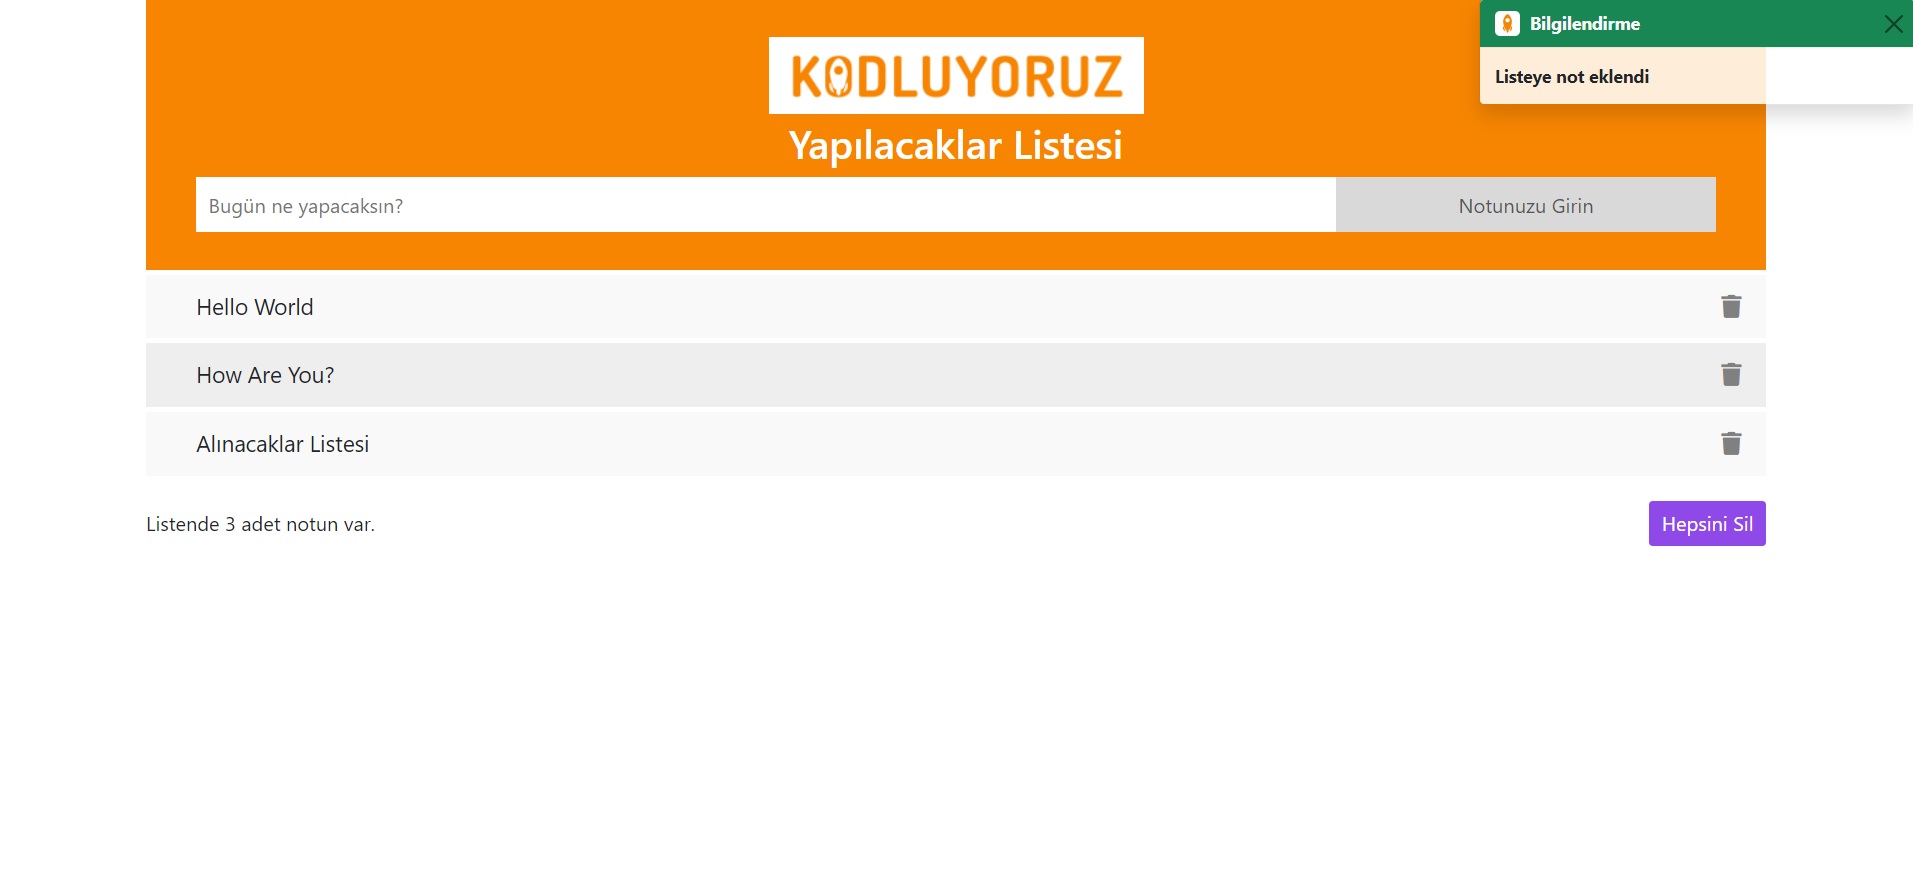 Bilgilendirme
Listeye not eklendi
KODLUYORUZ
Yapılacaklar Listesi
Bugün ne yapacaksın?
Notunuzu Girin
Hello World
How Are You?
Alınacaklar Listesi
Listende 3 adet notun var.
Hepsini Sil